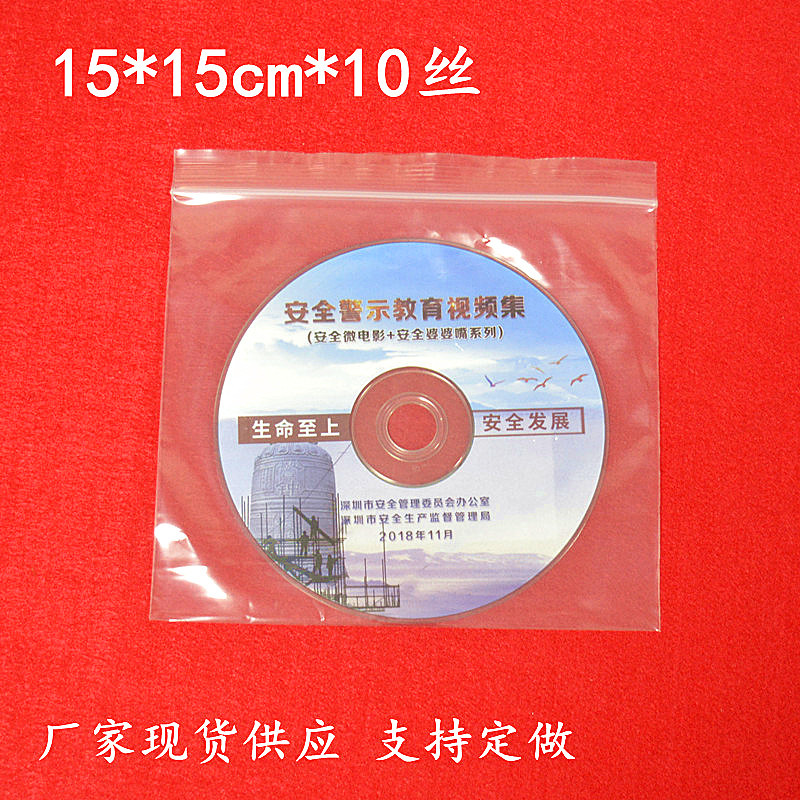 15*15cm*10丝
安全警示教育视频集
(安全微电影+安全婆婆嘴系列)
生命至上
安全发展
深圳市安全管理委员会办公室
深圳市安全生产监督管理局
2018年11月
厂家现货供应 支持定做